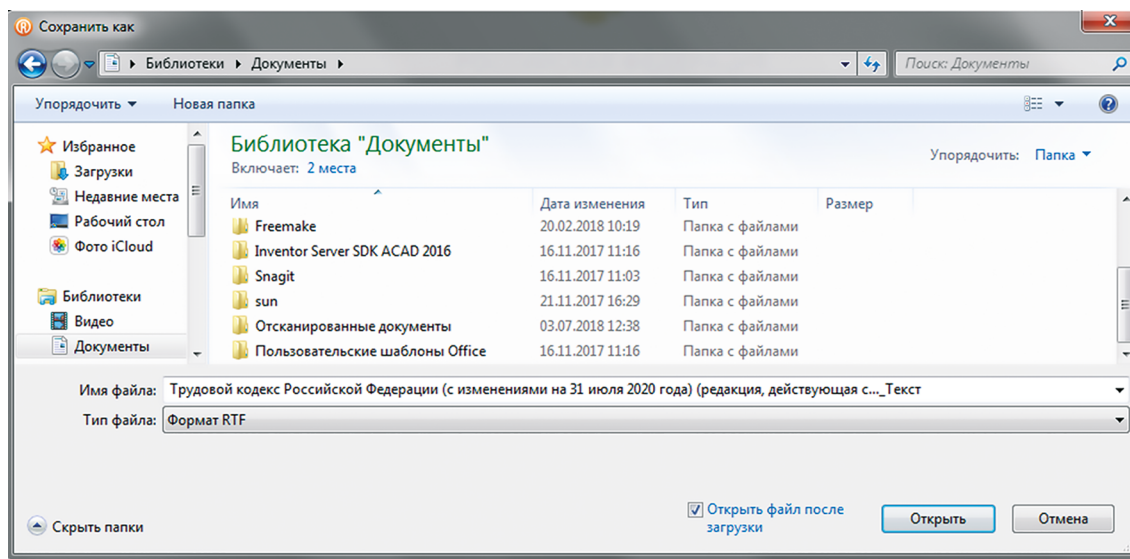 Сохранить как
Библиотеки Документы
Поиск: Документы
Упорядочить Новая папка
Избранное
Загрузки
Недавние места
Рабочий стол
Фото iCloud
Библиотеки
Видео
Документы
Библиотека "Документы"
Включает: 2 места
Упорядочить: Папка
Имя Дата изменения Тип Размер
Freemake 20.02.2018 10:19 Папка с файлами
Inventor Server SDK ACAD 2016 16.11.2017 11:16 Папка с файлами
Snagit 16.11.2017 11:03 Папка с файлами
sun 21.11.2017 16:29 Папка с файлами
Отсканированные документы 03.07.2018 12:38 Папка с файлами
Пользовательские шаблоны Office 16.11.2017 11:16 Папка с файлами
Имя файла: Трудовой кодекс Российской Федерации (с изменениями на 31 июля 2020 года) (редакция, действующая с..._Текст
Тип файла: Формат RTF
Скрыть папки
Открыть файл после
загрузки
Открыть Отмена